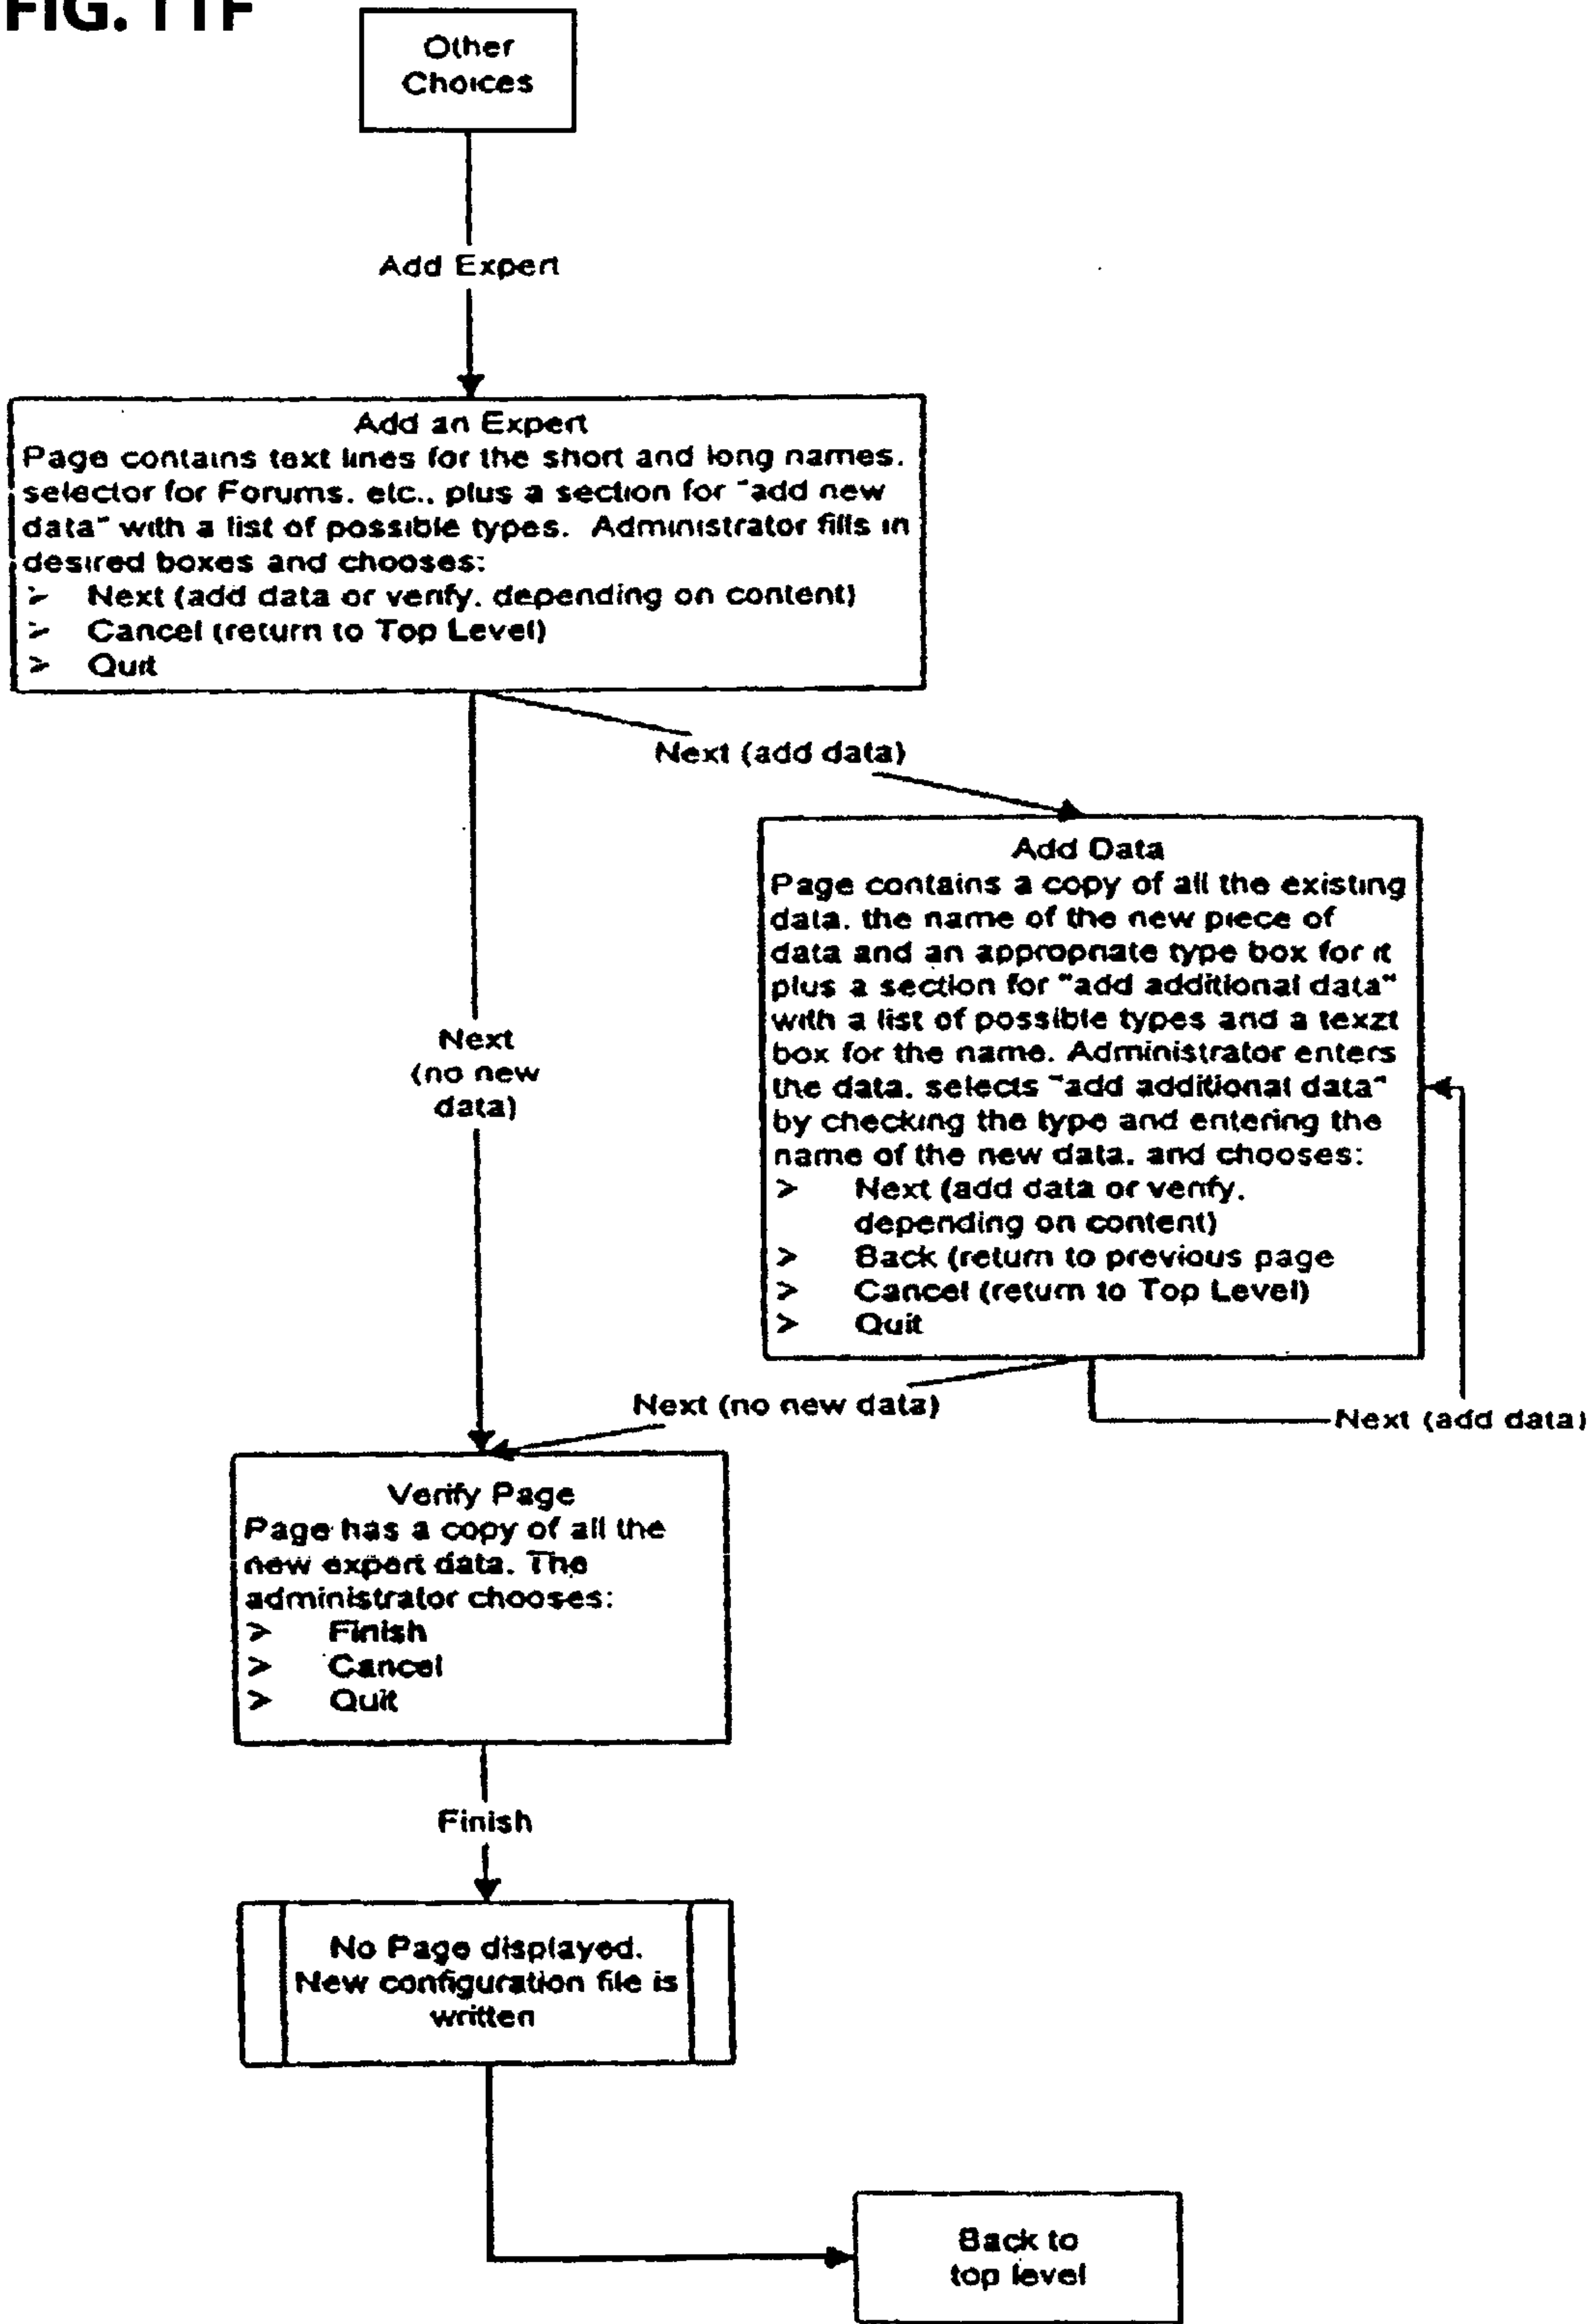 FIG. 11F
Other
Choices
Add Expert
Add an Expert
Page contains text lines for the short and long names.
selector for Forums. etc., plus a section for "add new
data" with a list of possible types. Administrator fills in
desired boxes and chooses:
> Next (add data or verify. depending on content)
> Cancel (return to Top Level)
> Quit
Next (add data)
Add Data
Page contains a copy of all the existing
data. the name of the new piece of
data and an appropriate type box for it
plus a section for "add additional data"
with a list of possible types and a texzt
box for the name. Administrator enters
the data. selects "add additional data"
by checking the type and entering the
name of the new data. and chooses:
> Next (add data or verify.
depending on content)
> Back (return to previous page
> Cancel (return to Top Level)
> Quit
Next
(no new
data)
Next (no new data)
Next (add data)
Verify Page
Page has a copy of all the
new expert data. The
administrator chooses:
> Finish
> Cancel
> Quit
Finish
No Page displayed.
New configuration file is
written
Back to
top level